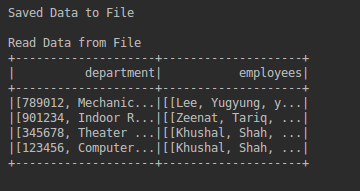 Saved Data to File
Read Data from File
+--------------------+--------------------+
|          department|           employees|
+--------------------+--------------------+
|[789012, Mechanic...|[[Lee, Yugyung, y...|
|[901234, Indoor R...|[[Zeenat, Tariq, ...|
|[345678, Theater ...|[[Khushal, Shah, ...|
|[123456, Computer...|[[Khushal, Shah, ...|
+--------------------+--------------------+